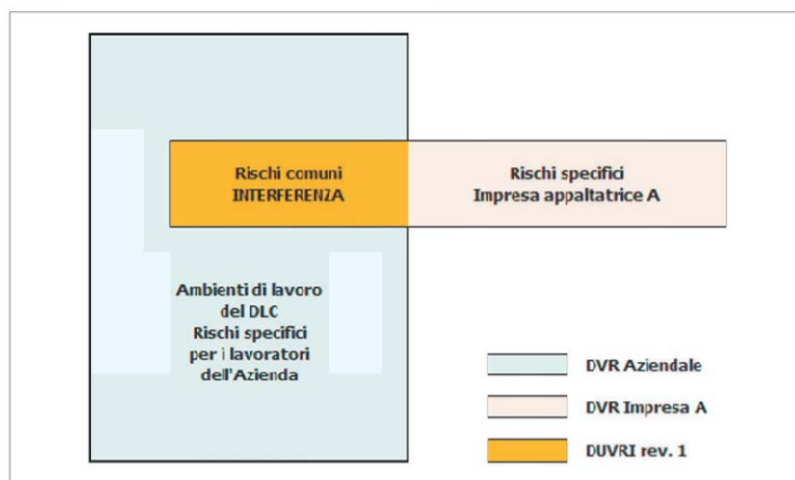 Rischi comuni
INTERFERENZA
Rischi specifici
Impresa appaltatrice A
Ambienti di lavoro
del DLC
Rischi specifici
per i lavoratori
dell'Azienda
DVR Aziendale
DVR Impresa A
DUVRI rev. 1